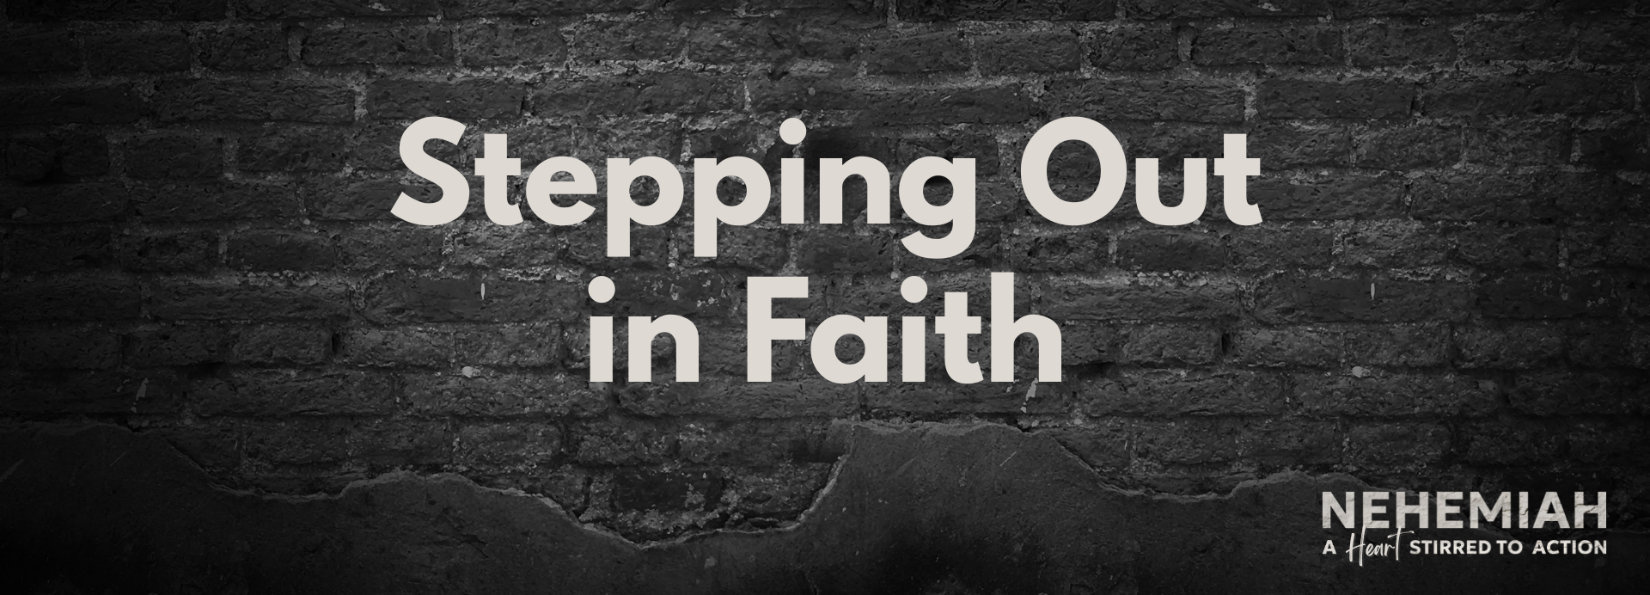 Stepping Out
in Faith
NEHEMIAH
A Heart STIRRED TO ACTION